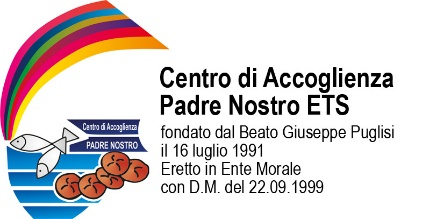 Centro di Accoglienza
PADRE NOSTRO
Centro di Accoglienza
Padre Nostro ETS
fondato dal Beato Giuseppe Puglisi
il 16 luglio 1991
Eretto in Ente Morale
con D.M. del 22.09.1999